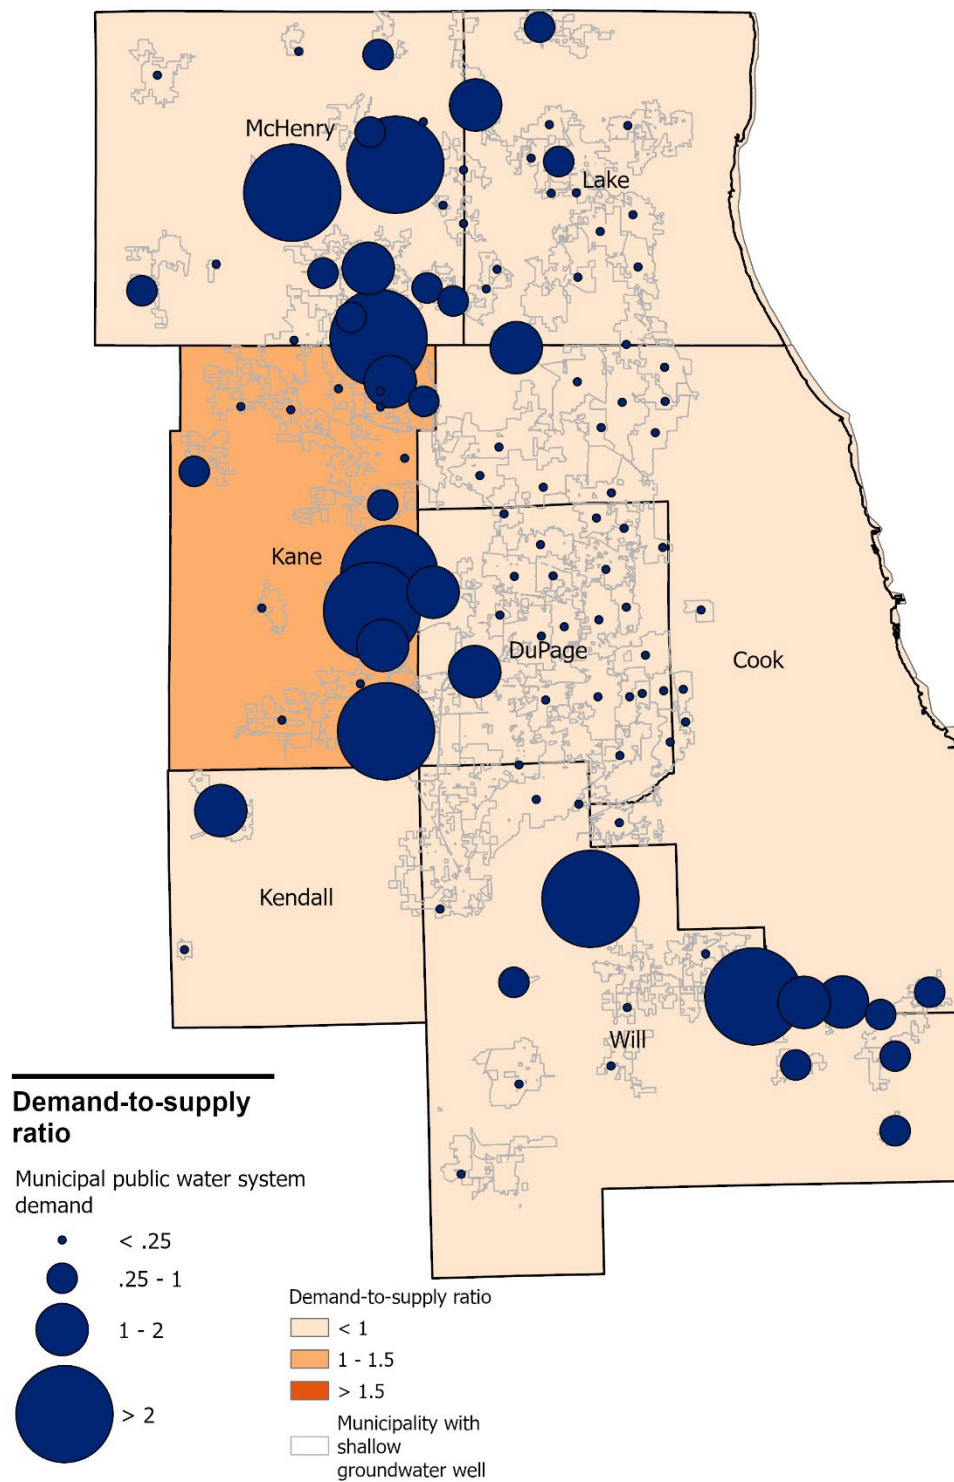 McHenry
Lake
Kane
DuPage
Cook
Kendall
Will
Demand-to-supply
ratio
Municipal public water system
demand
< .25
.25 - 1
1 - 2
> 2
Demand-to-supply ratio
< 1
1 - 1.5
> 1.5
Municipality with
shallow
groundwater well